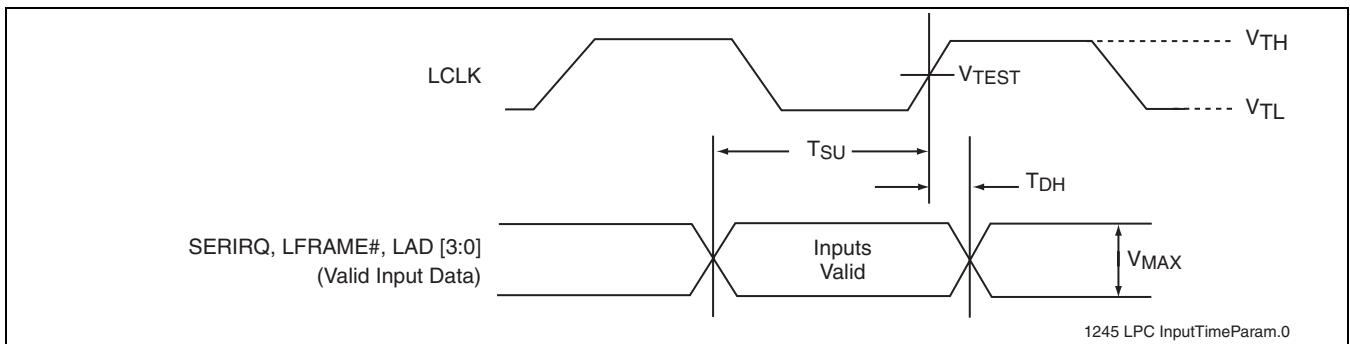 VTH
LCLK
VTEST
VTL
TSU
TDH
SERIRQ, LFRAME#, LAD [3:0]
(Valid Input Data)
Inputs
Valid
VMAX
1245 LPC InputTimeParam.0